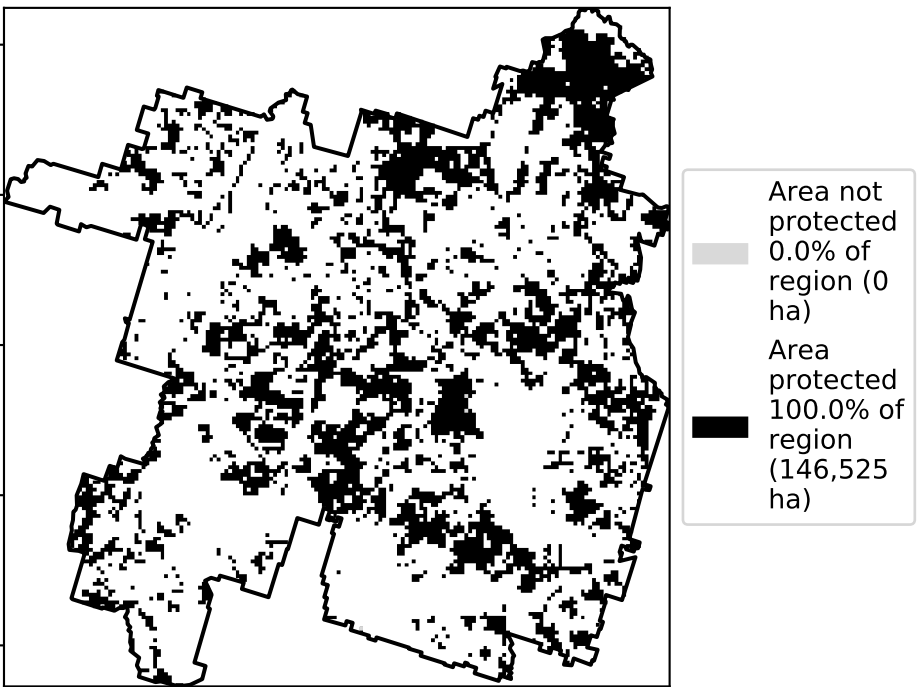 Area not
protected
0.0% of
region (0
ha)
Area
protected
100.0% of
region
(146,525
ha)